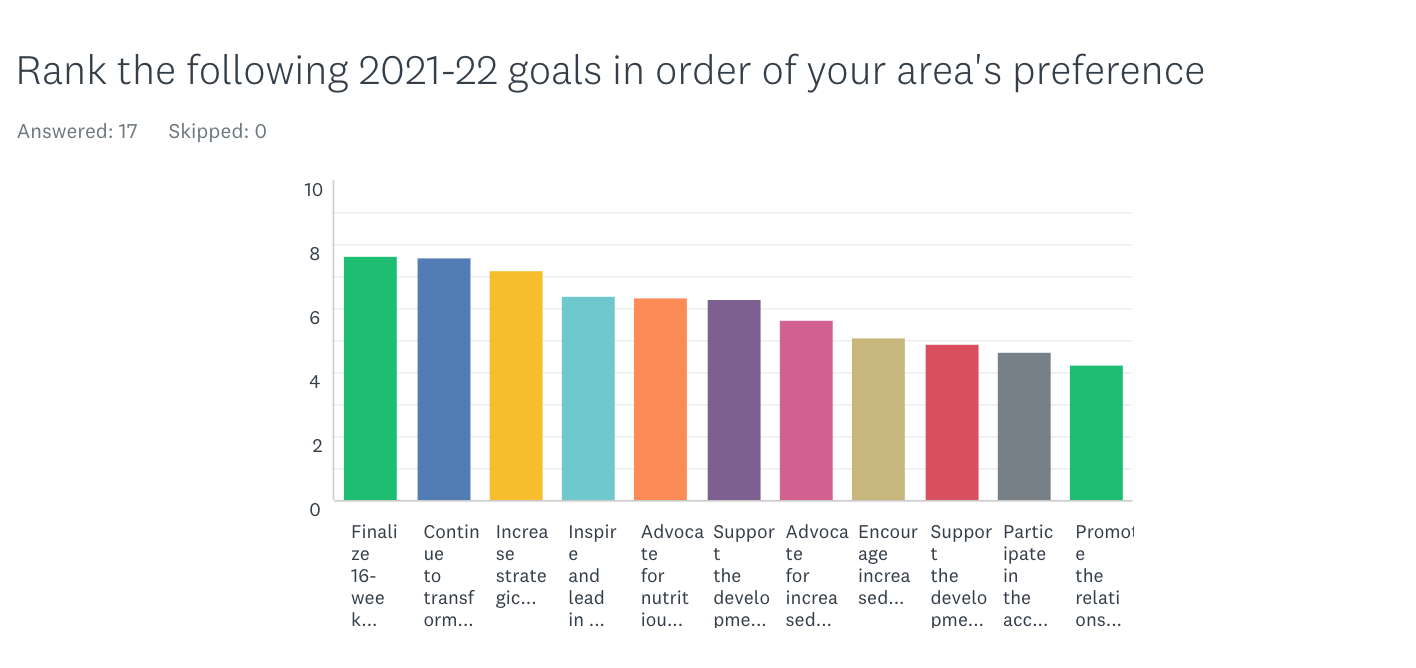 Rank the following 2021-22 goals in order of your area's preference
Answered: 17 Skipped: 0
10
8
6
4
2
0
Finali
ze
16-
wee
k...
Contin
ue
to
transf
orm...
Increa
se
strate
gic...
Inspir
e
and
lead
in ...
Advoca
te
for
nutrit
iou...
Suppor
t
the
develo
pme...
Advoca
te
for
increa
sed...
Encour
age
increa
sed...
Suppor
t
the
develo
pme...
Partic
ipate
in
the
acc...
Promot
e
the
relati
ons...